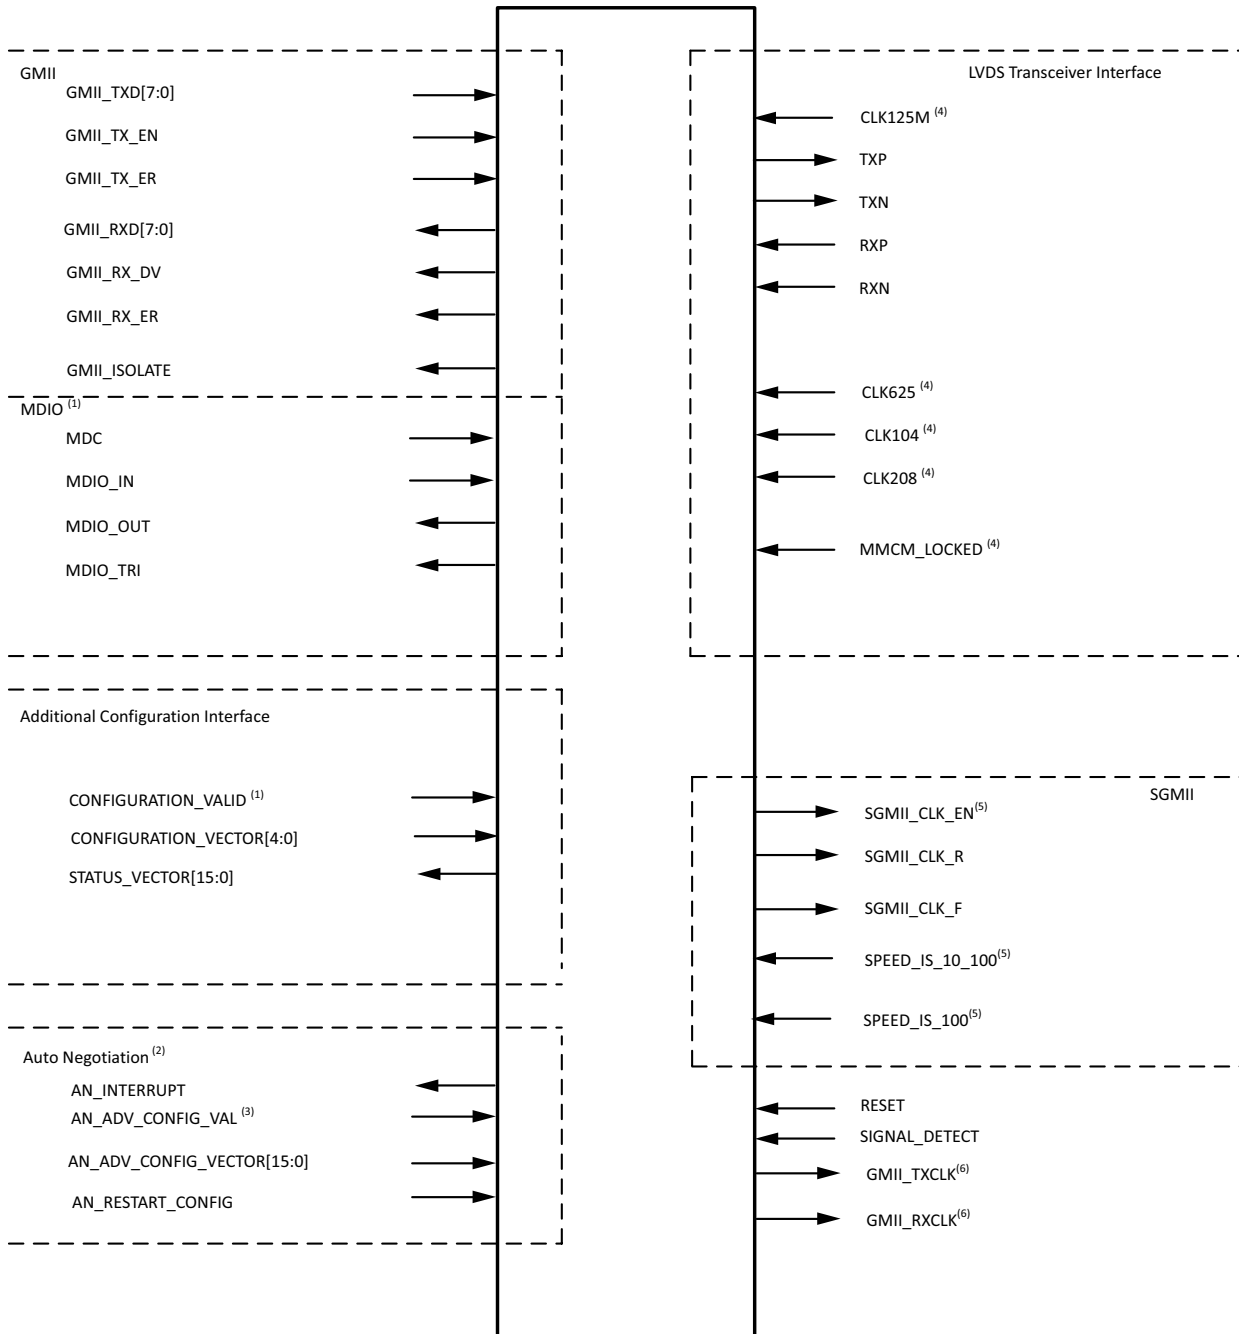 GMII
GMII_TXD[7:0]
GMII_TX_EN
GMII_TX_ER
GMII_RXD[7:0]
GMII_RX_DV
GMII_RX_ER
GMII_ISOLATE
MDIO (1)
MDC
MDIO_IN
MDIO_OUT
MDIO_TRI
Additional Configuration Interface
CONFIGURATION_VALID (1)
CONFIGURATION_VECTOR[4:0]
STATUS_VECTOR[15:0]
Auto Negotiation (2)
AN_INTERRUPT
AN_ADV_CONFIG_VAL (3)
AN_ADV_CONFIG_VECTOR[15:0]
AN_RESTART_CONFIG
LVDS Transceiver Interface
CLK125M (4)
TXP
TXN
RXP
RXN
CLK625 (4)
CLK104 (4)
CLK208 (4)
MMCM_LOCKED (4)
SGMII
SGMII_CLK_EN(5)
SGMII_CLK_R
SGMII_CLK_F
SPEED_IS_10_100(5)
SPEED_IS_100(5)
RESET
SIGNAL_DETECT
GMII_TXCLK(6)
GMII_RXCLK(6)